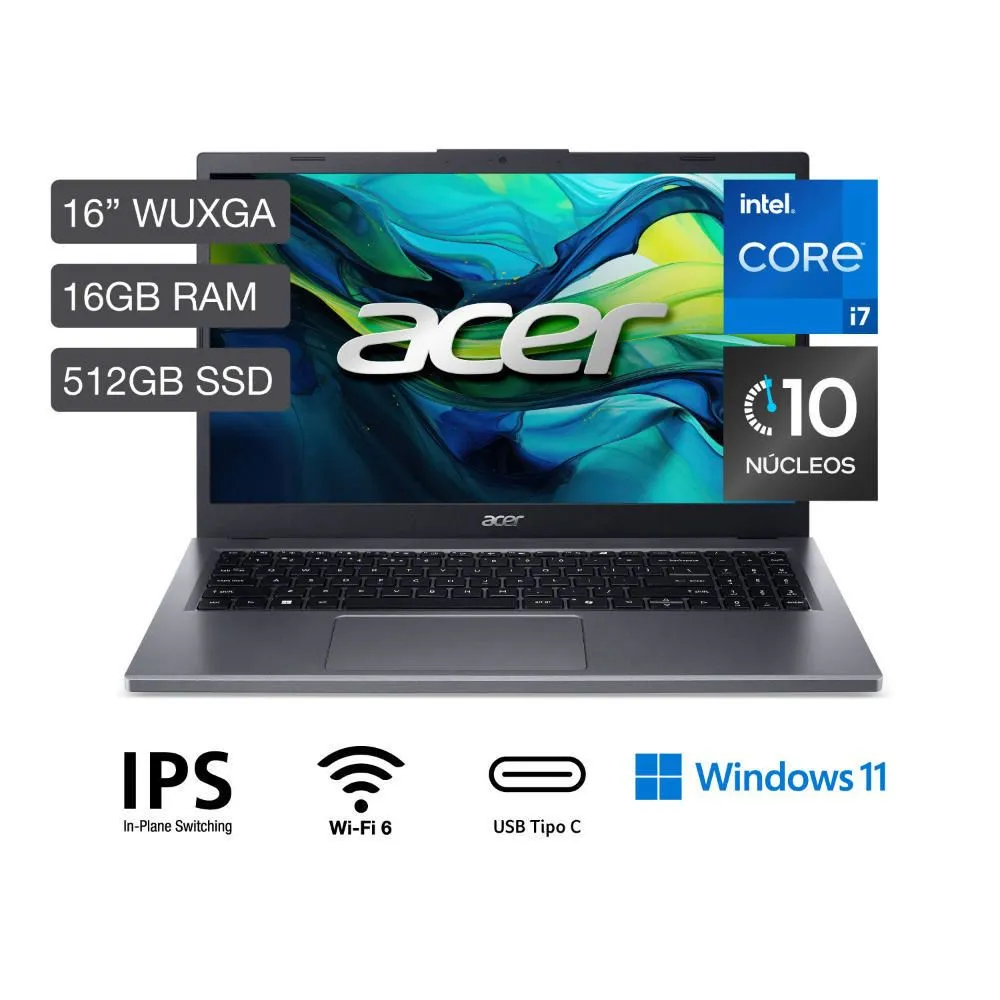 16” WUXGA
16GB RAM
512GB SSD
acer
intel.
CORE™
i7
10
NÚCLEOS
acer
IPS
In-Plane Switching
Wi-Fi 6
USB Tipo C
Windows 11